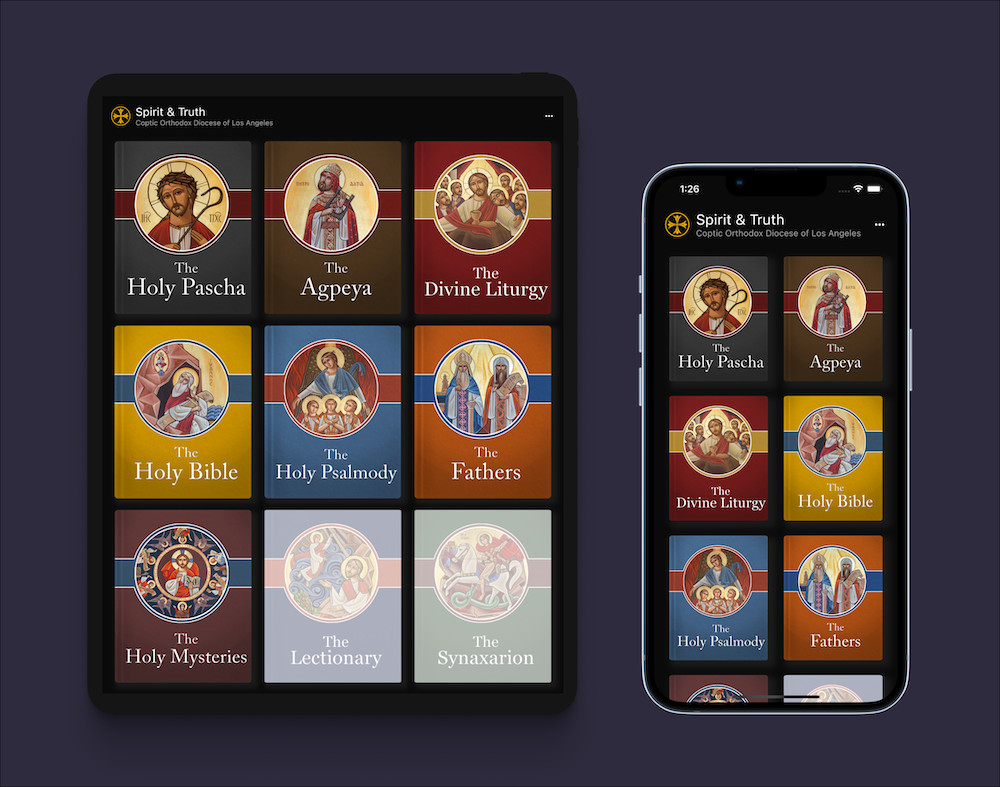 Spirit & Truth
Coptic Orthodox Diocese of Los Angeles
The
Holy Pascha
The
Agpeya
The
Divine Liturgy
The
Holy Bible
The
Holy Psalmody
The
Fathers
The
Holy Mysteries
The
Lectionary
The
Synaxarion
1:26
Spirit & Truth
Coptic Orthodox Diocese of Los Angeles
The
Holy Pascha
The
Agpeya
The
Divine Liturgy
The
Holy Bible
The
Holy Psalmody
The
Fathers